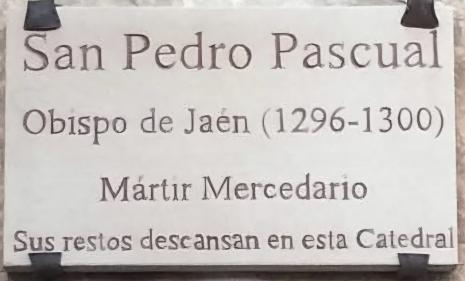 San Pedro Pascual
Obispo de Jaén (1296-1300)
Mártir Mercedario
Sus restos descansan en esta Catedral